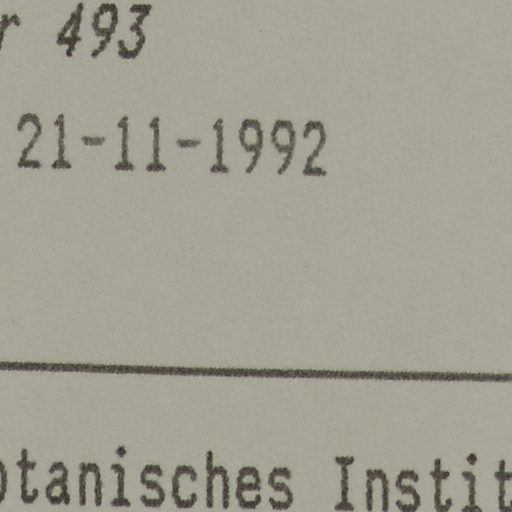 r 493
21-11-1992
otanisches Instit